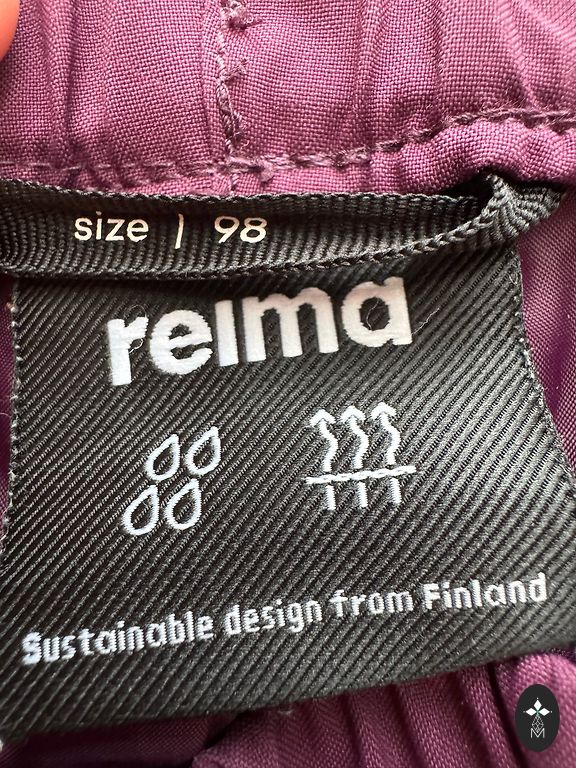 size | 98
reima
Sustainable design from Finland